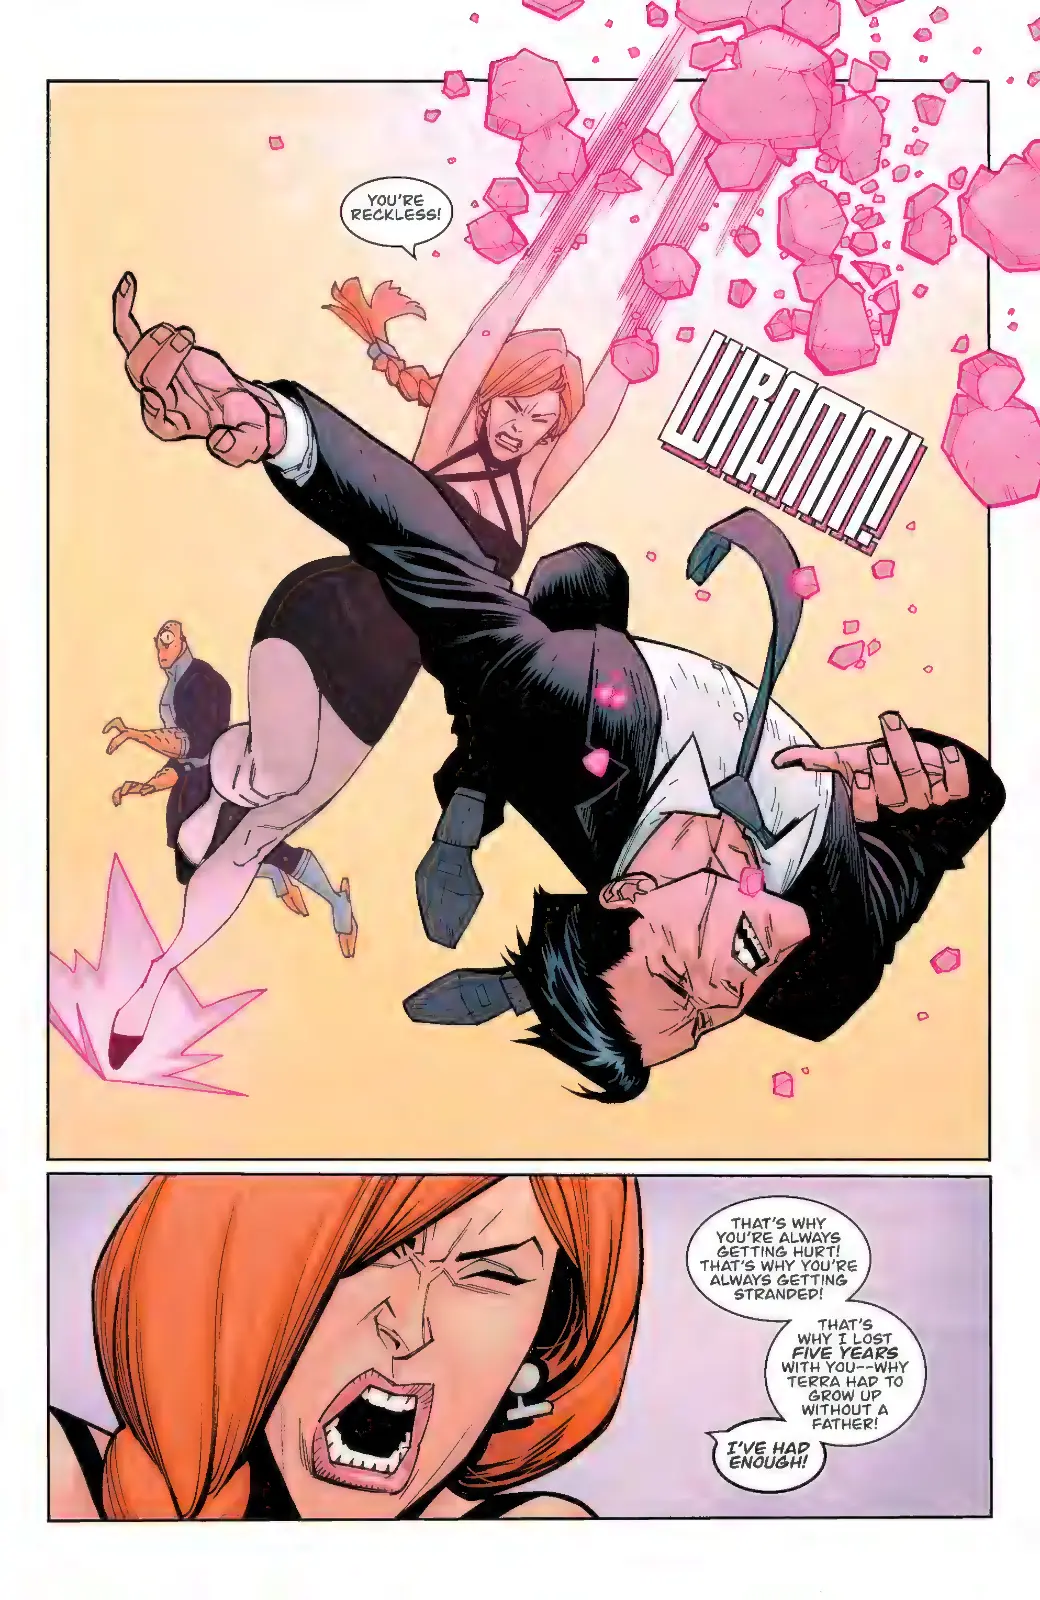 YOU'RE
RECKLESS!
WRAMM!
THAT'S WHY
YOU'RE ALWAYS
GETTING HURT!
THAT'S WHY YOU'RE
ALWAYS GETTING
STRANDED!
THAT'S
WHY I LOST
FIVE YEARS
WITH YOU--WHY
TERRA HAD TO
GROW UP
WITHOUT A
FATHER!
I'VE HAD
ENOUGH!